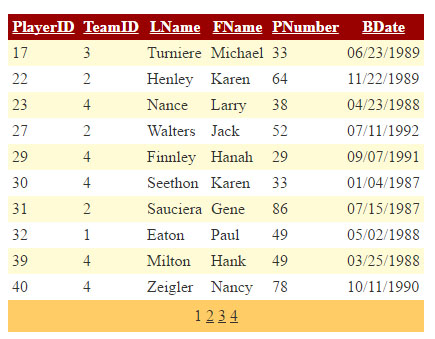 PlayerID TeamID LName FName PNumber BDate
17 3 Turniere Michael 33 06/23/1989
22 2 Henley Karen 64 11/22/1989
23 4 Nance Larry 38 04/23/1988
27 2 Walters Jack 52 07/11/1992
29 4 Finnley Hanah 29 09/07/1991
30 4 Seethon Karen 33 01/04/1987
31 2 Sauciera Gene 86 07/15/1987
32 1 Eaton Paul 49 05/02/1988
39 4 Milton Hank 49 03/25/1988
40 4 Zeigler Nancy 78 10/11/1990
1 2 3 4